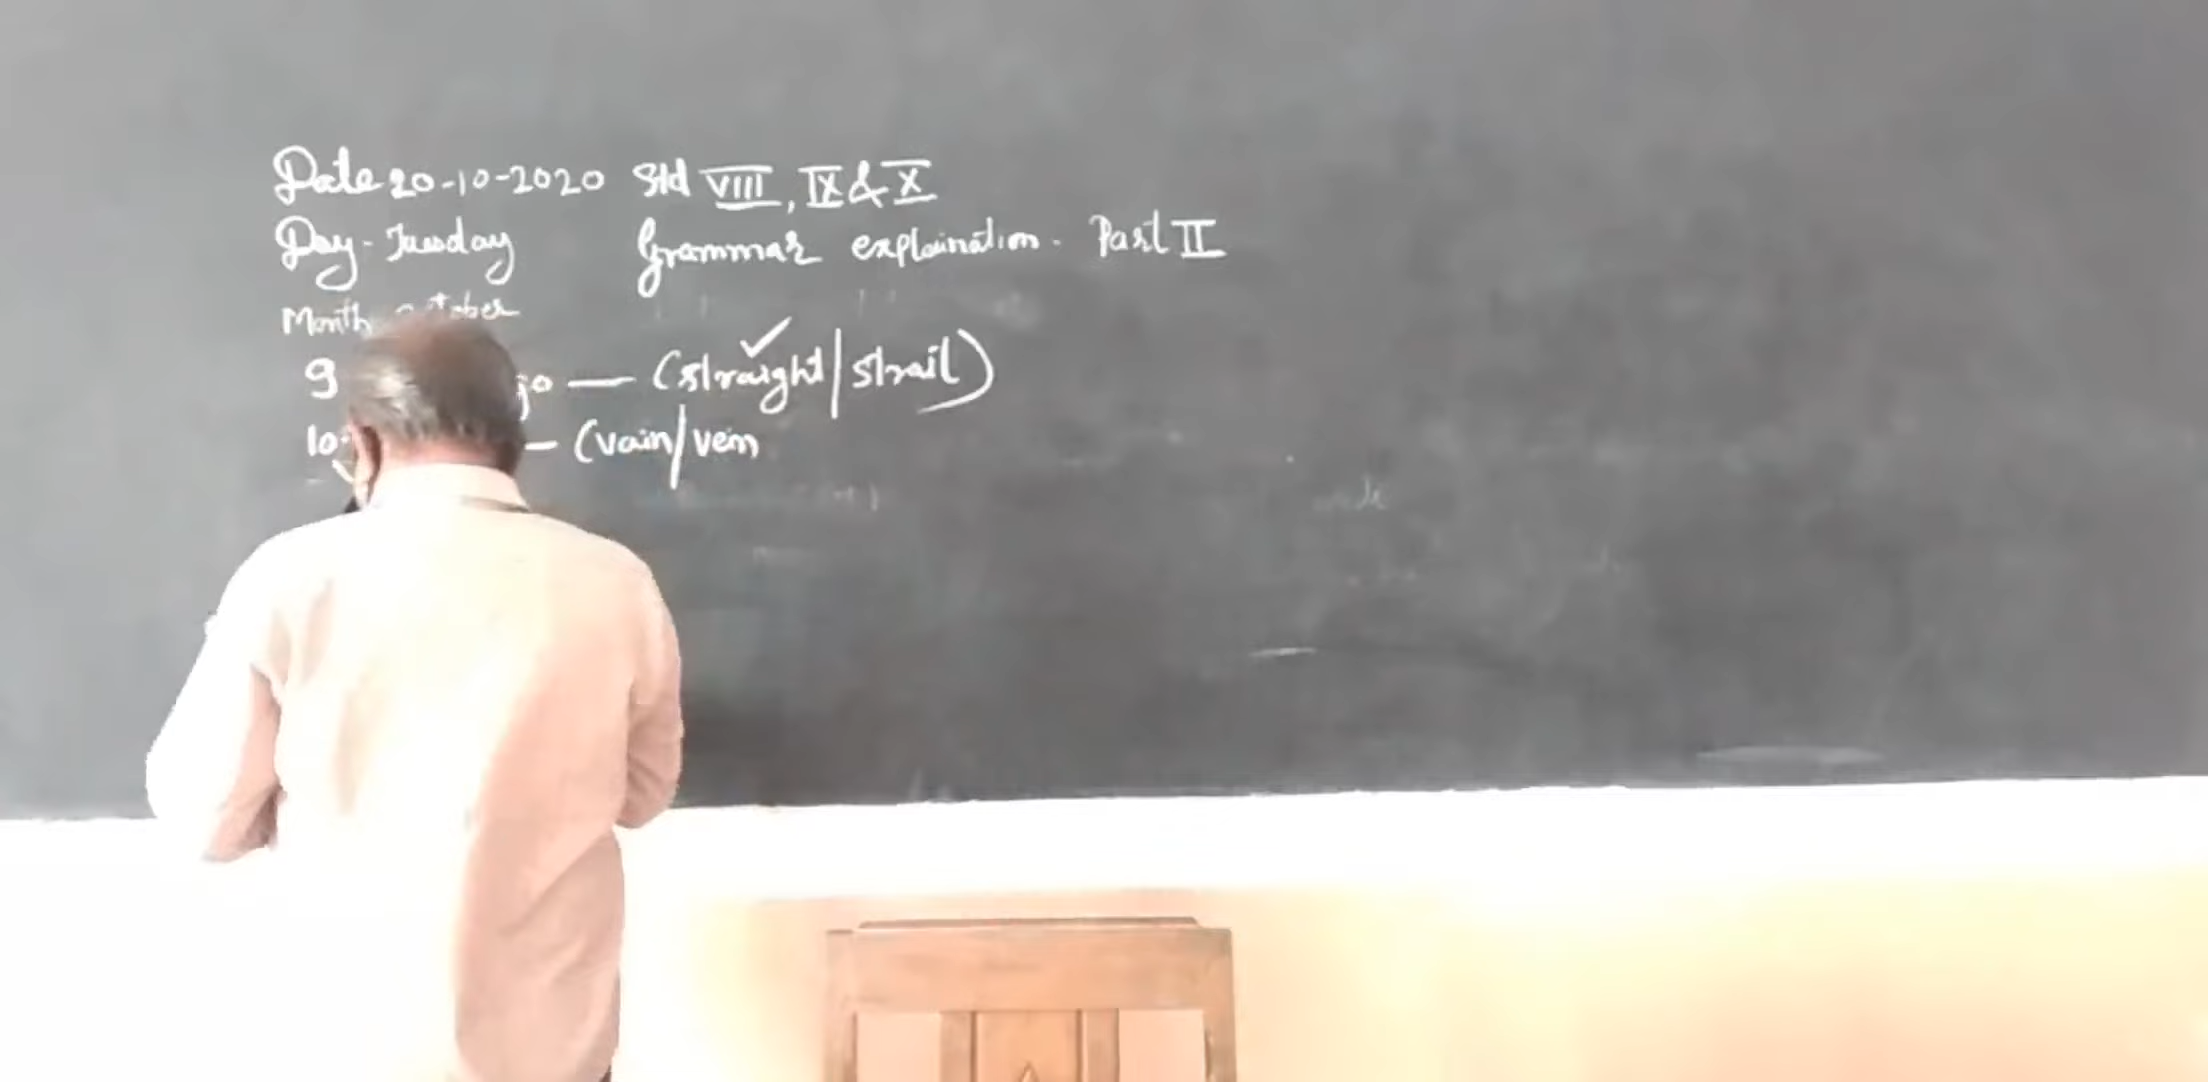 Date 20-10-2020 Std VIII, IX & X
Day - Tuesday Grammar explaination. Part II
Month October
9 go — (straight/strait)
10 — (vain/vein